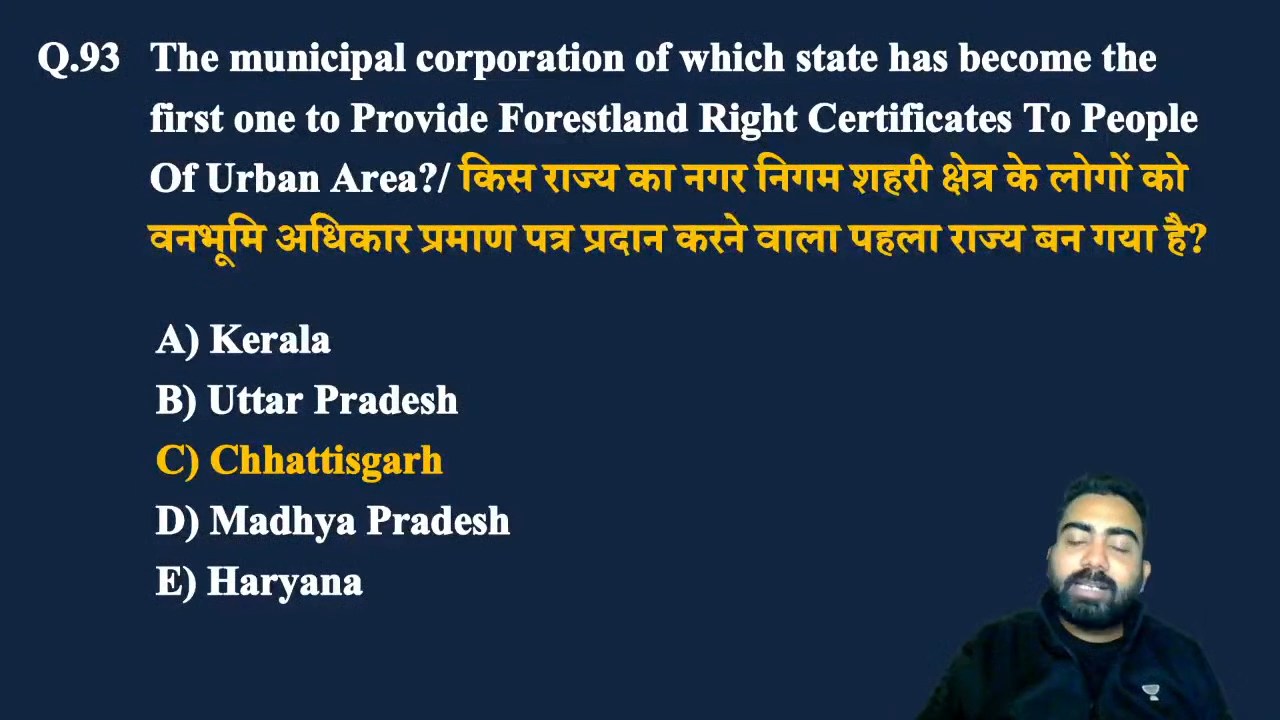 Q.93 The municipal corporation of which state has become the
first one to Provide Forestland Right Certificates To People
Of Urban Area?/ किस राज्य का नगर निगम शहरी क्षेत्र के लोगों को
वनभूमि अधिकार प्रमाण पत्र प्रदान करने वाला पहला राज्य बन गया है?
A) Kerala
B) Uttar Pradesh
C) Chhattisgarh
D) Madhya Pradesh
E) Haryana